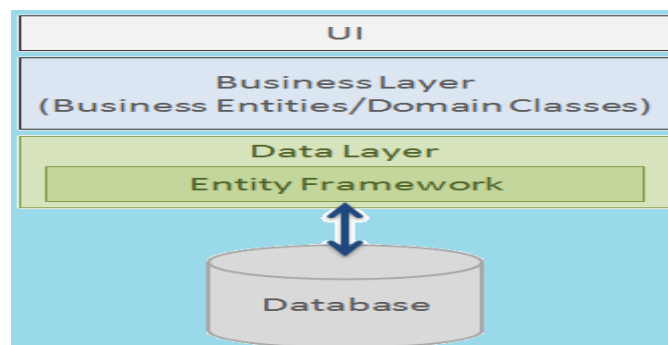 UI
Business Layer
(Business Entities/Domain Classes)
Data Layer
Entity Framework
Database